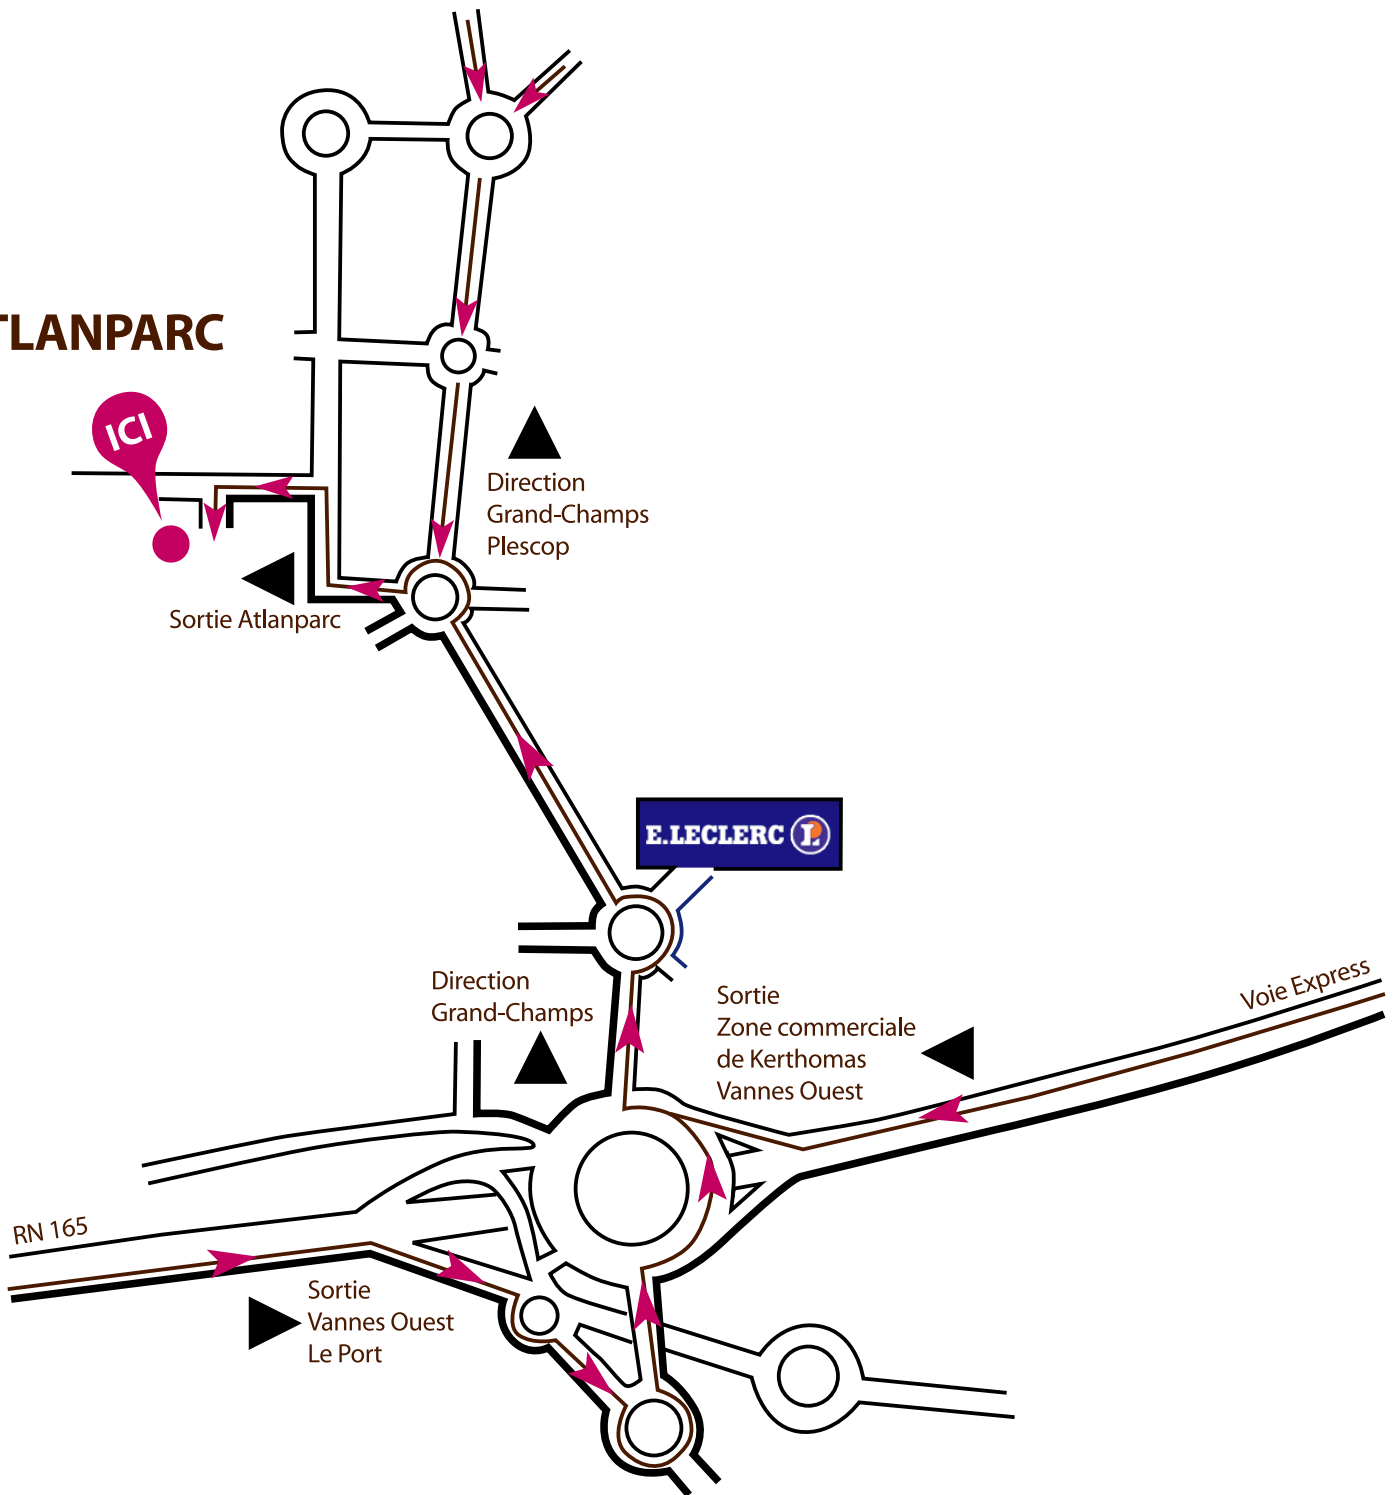 TLANPARC
ICI
Direction
Grand-Champs
Plescop
Sortie Atlanparc
E.LECLERC L
Direction
Grand-Champs
Sortie
Zone commerciale
de Kerthomas
Vannes Ouest
Voie Express
RN 165
Sortie
Vannes Ouest
Le Port